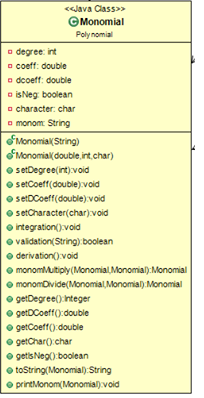 <<Java Class>>
Monomial
Polynomial
degree: int
coeff: double
dcoeff: double
isNeg: boolean
character: char
monom: String
Monomial(String)
Monomial(double,int,char)
setDegree(int):void
setCoeff(double):void
setDCoeff(double):void
setCharacter(char):void
integration():void
validation(String):boolean
derivation():void
monomMultiply(Monomial,Monomial):Monomial
monomDivide(Monomial,Monomial):Monomial
getDegree():Integer
getDCoeff():double
getCoeff():double
getChar():char
getIsNeg():boolean
toString(Monomial):String
printMonom(Monomial):void